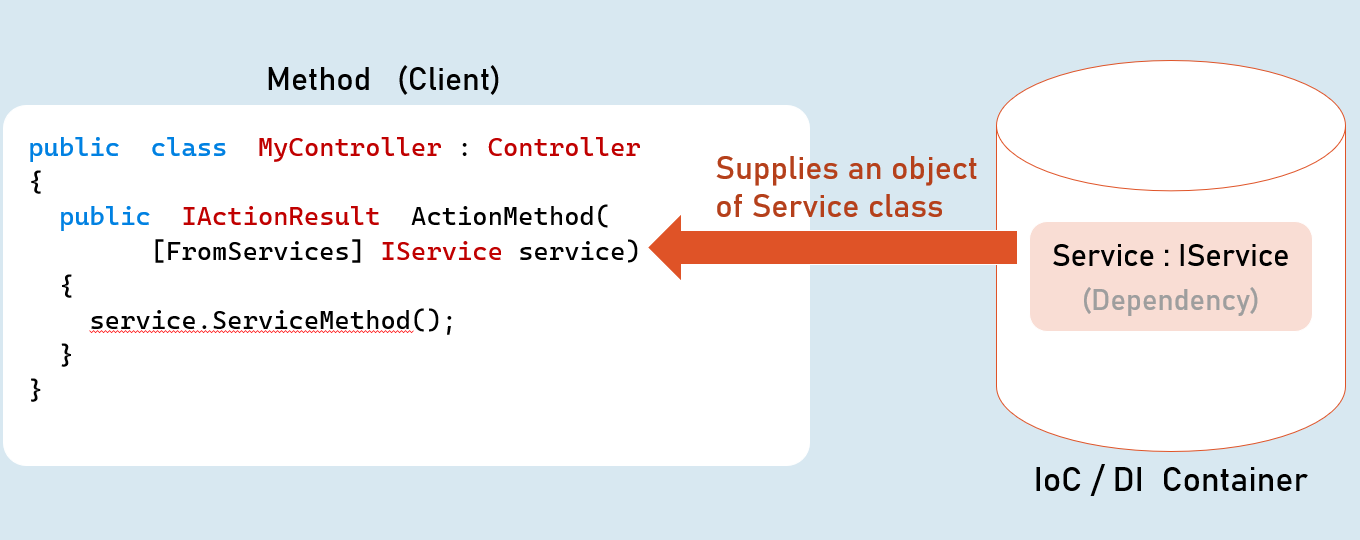 Method (Client)
public class MyController : Controller
{
public IActionResult ActionMethod(
[FromServices] IService service)
{
service.ServiceMethod();
}
}
Supplies an object
of Service class
Service : IService
(Dependency)
IoC / DI Container